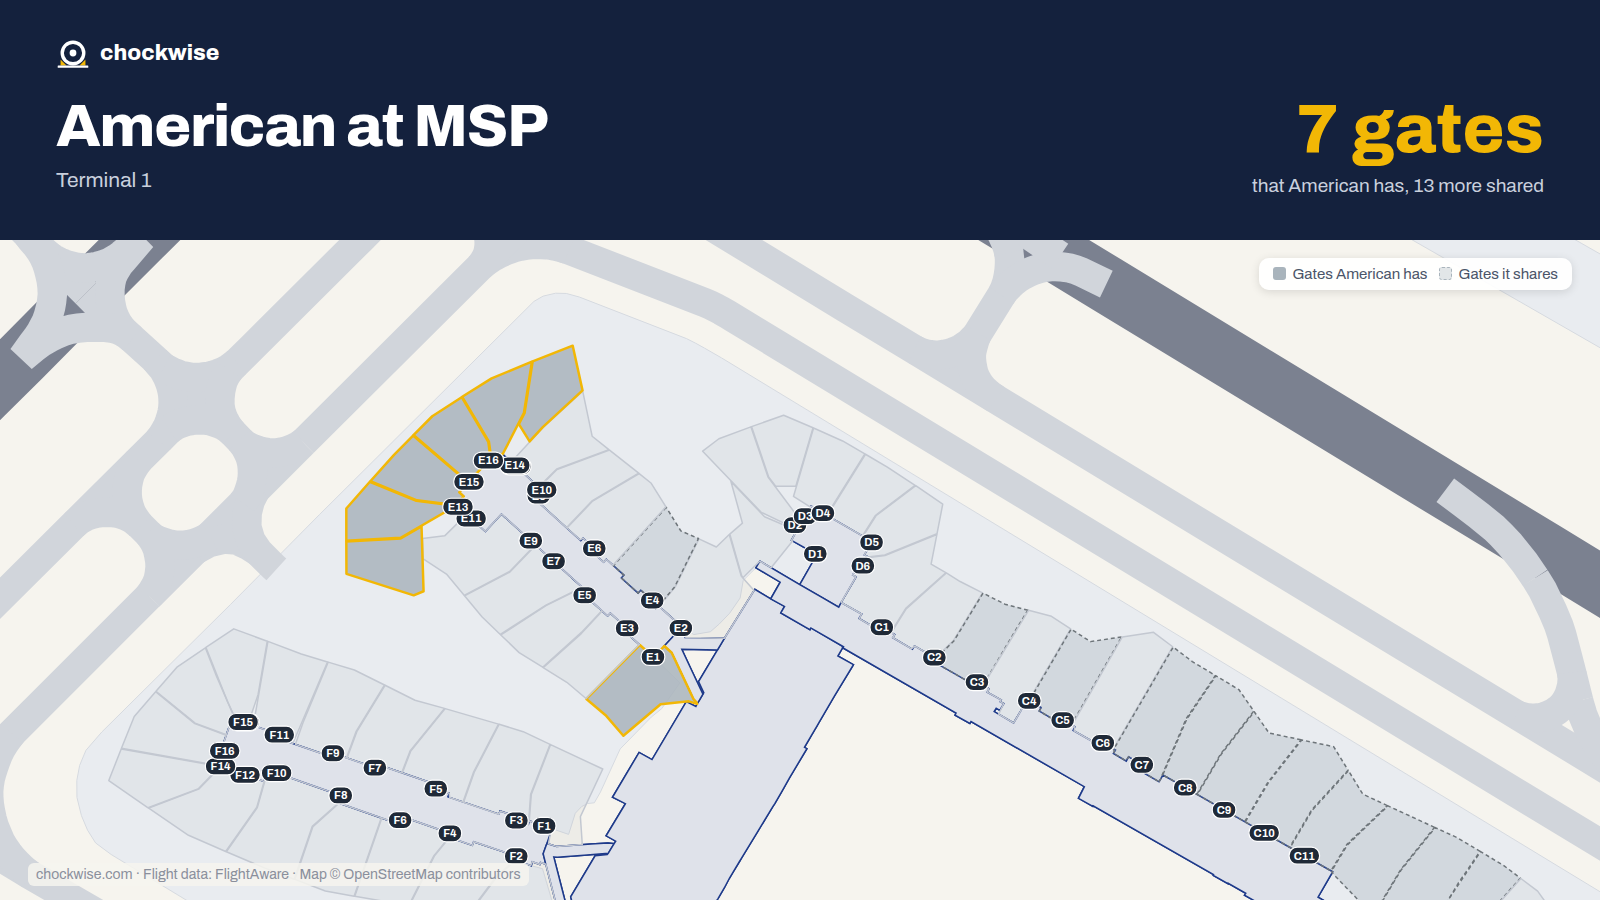 chockwise
American at MSP
Terminal 1
7 gates
that American has, 13 more shared
Gates American has
Gates it shares
E16
E14
E15
E10
E13
E11
E9
E7
E6
E5
E4
E3
E2
E1
D3
D4
D2
D1
D5
D6
C1
C2
C3
C4
C5
C6
C7
C8
C9
C10
C11
F15
F11
F16
F9
F14
F12
F10
F7
F8
F5
F6
F3
F4
F1
F2
chockwise.com · Flight data: FlightAware · Map © OpenStreetMap contributors